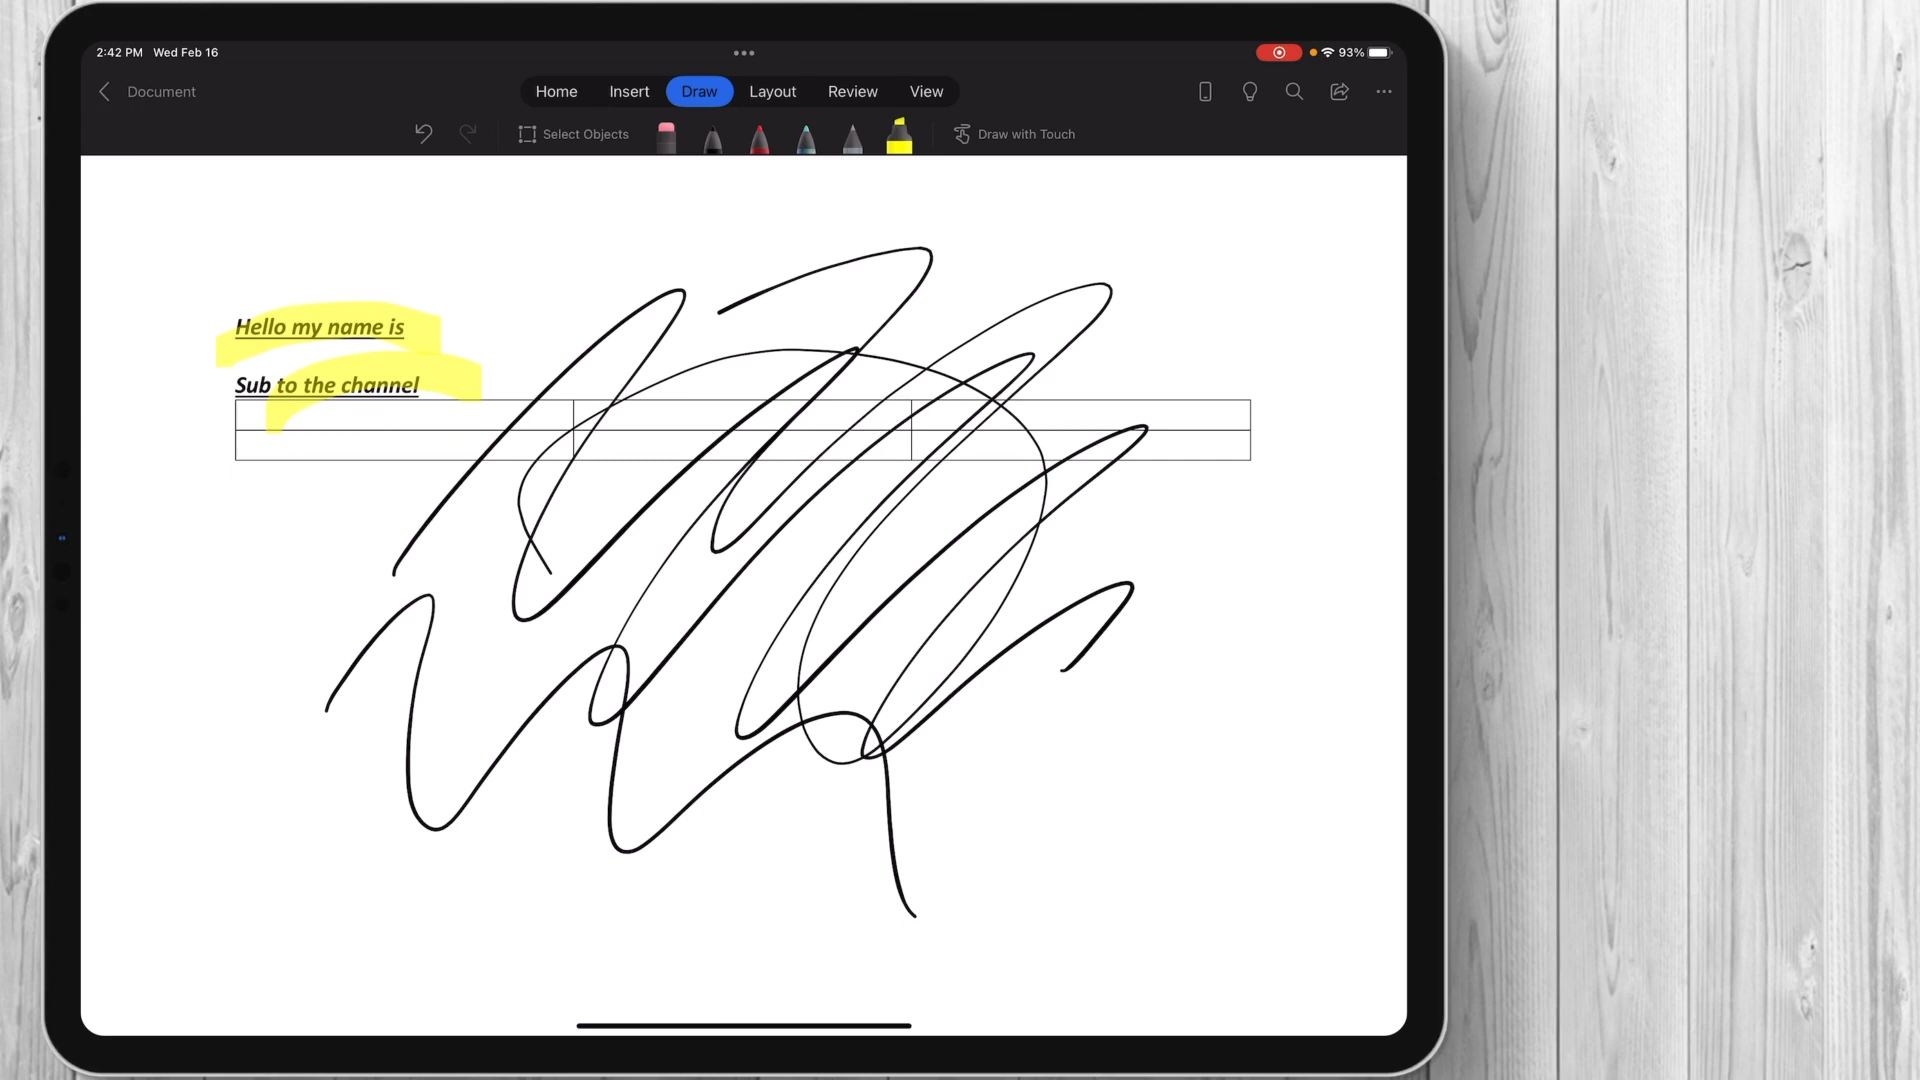 2:42 PM Wed Feb 16
93%
Document
Home Insert Draw Layout Review View
Select Objects
Draw with Touch
Hello my name is
Sub to the channel